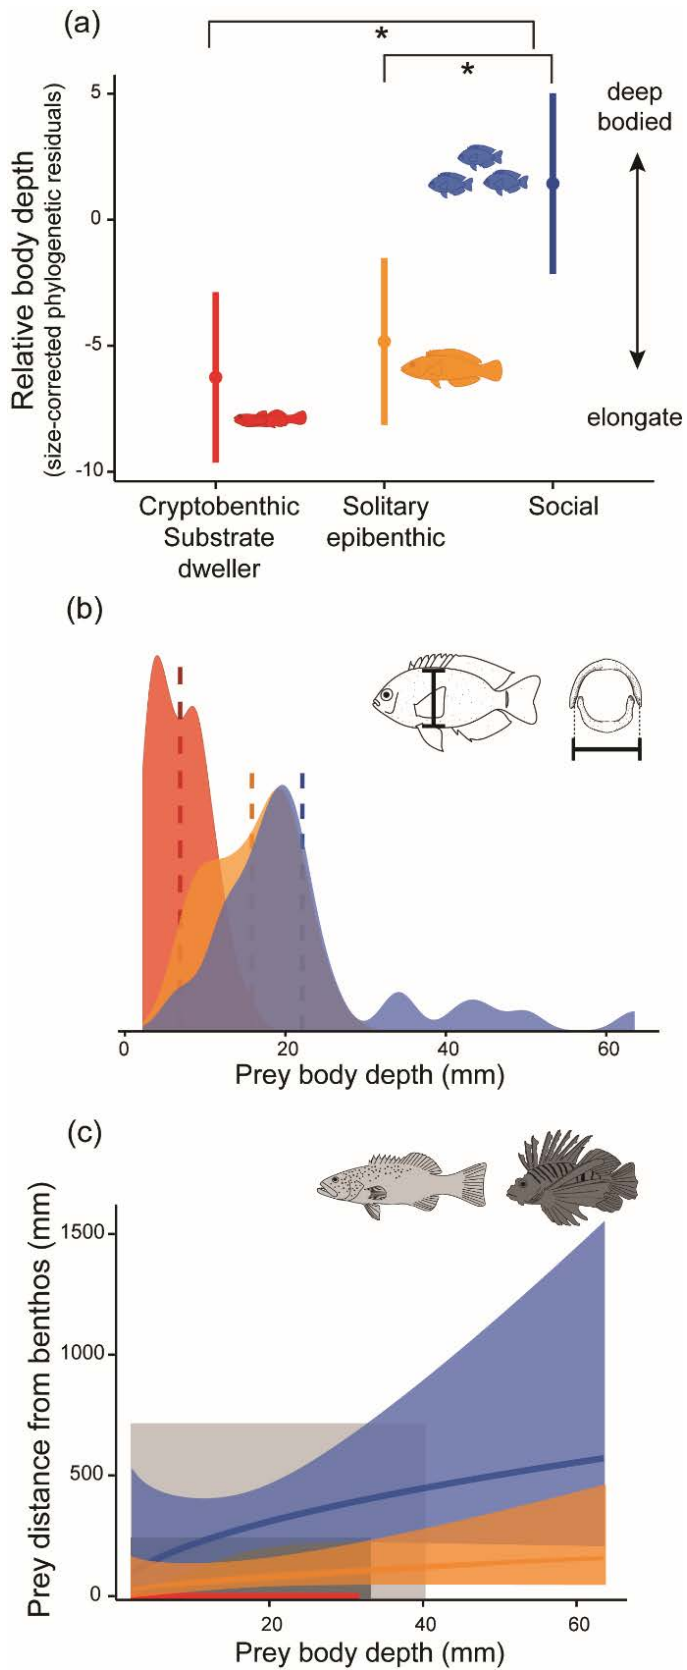 (a)
*
*
Relative body depth
(size-corrected phylogenetic residuals)
5
0
-5
-10
deep
bodied
elongate
Cryptobenthic
Substrate
dweller
Solitary
epibenthic
Social
(b)
0
20
40
60
Prey body depth (mm)
(c)
Prey distance from benthos (mm)
1500
1000
500
0
20
40
60
Prey body depth (mm)